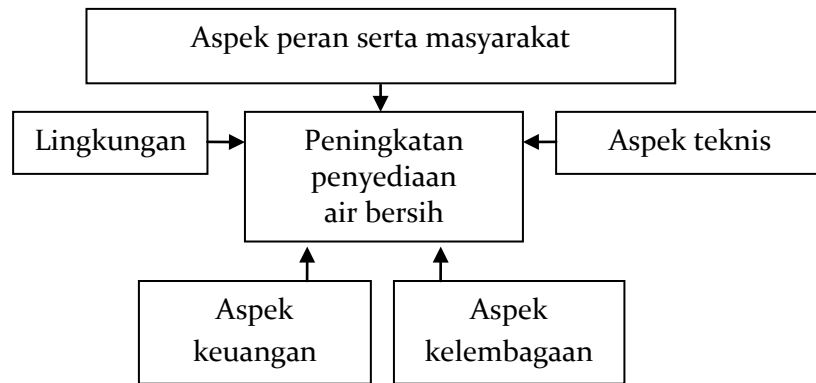 Aspek peran serta masyarakat
Lingkungan
Peningkatan
penyediaan
air bersih
Aspek teknis
Aspek
keuangan
Aspek
kelembagaan